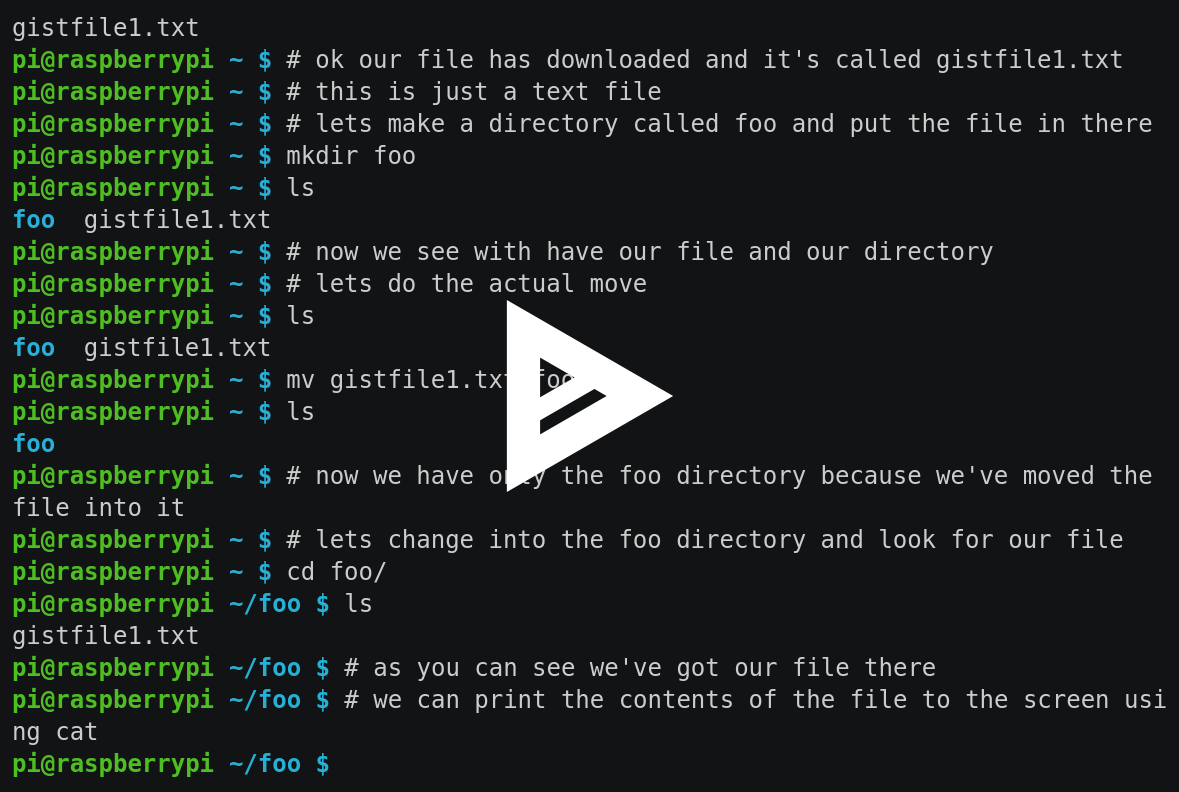 gistfile1.txt
pi@raspberrypi ~ $ # ok our file has downloaded and it's called gistfile1.txt
pi@raspberrypi ~ $ # this is just a text file
pi@raspberrypi ~ $ # lets make a directory called foo and put the file in there
pi@raspberrypi ~ $ mkdir foo
pi@raspberrypi ~ $ ls
foo  gistfile1.txt
pi@raspberrypi ~ $ # now we see with have our file and our directory
pi@raspberrypi ~ $ # lets do the actual move
pi@raspberrypi ~ $ ls
foo  gistfile1.txt
pi@raspberrypi ~ $ mv gistfile1.txt foo
pi@raspberrypi ~ $ ls
foo
pi@raspberrypi ~ $ # now we have only the foo directory because we've moved the
file into it
pi@raspberrypi ~ $ # lets change into the foo directory and look for our file
pi@raspberrypi ~ $ cd foo/
pi@raspberrypi ~/foo $ ls
gistfile1.txt
pi@raspberrypi ~/foo $ # as you can see we've got our file there
pi@raspberrypi ~/foo $ # we can print the contents of the file to the screen usi
ng cat
pi@raspberrypi ~/foo $